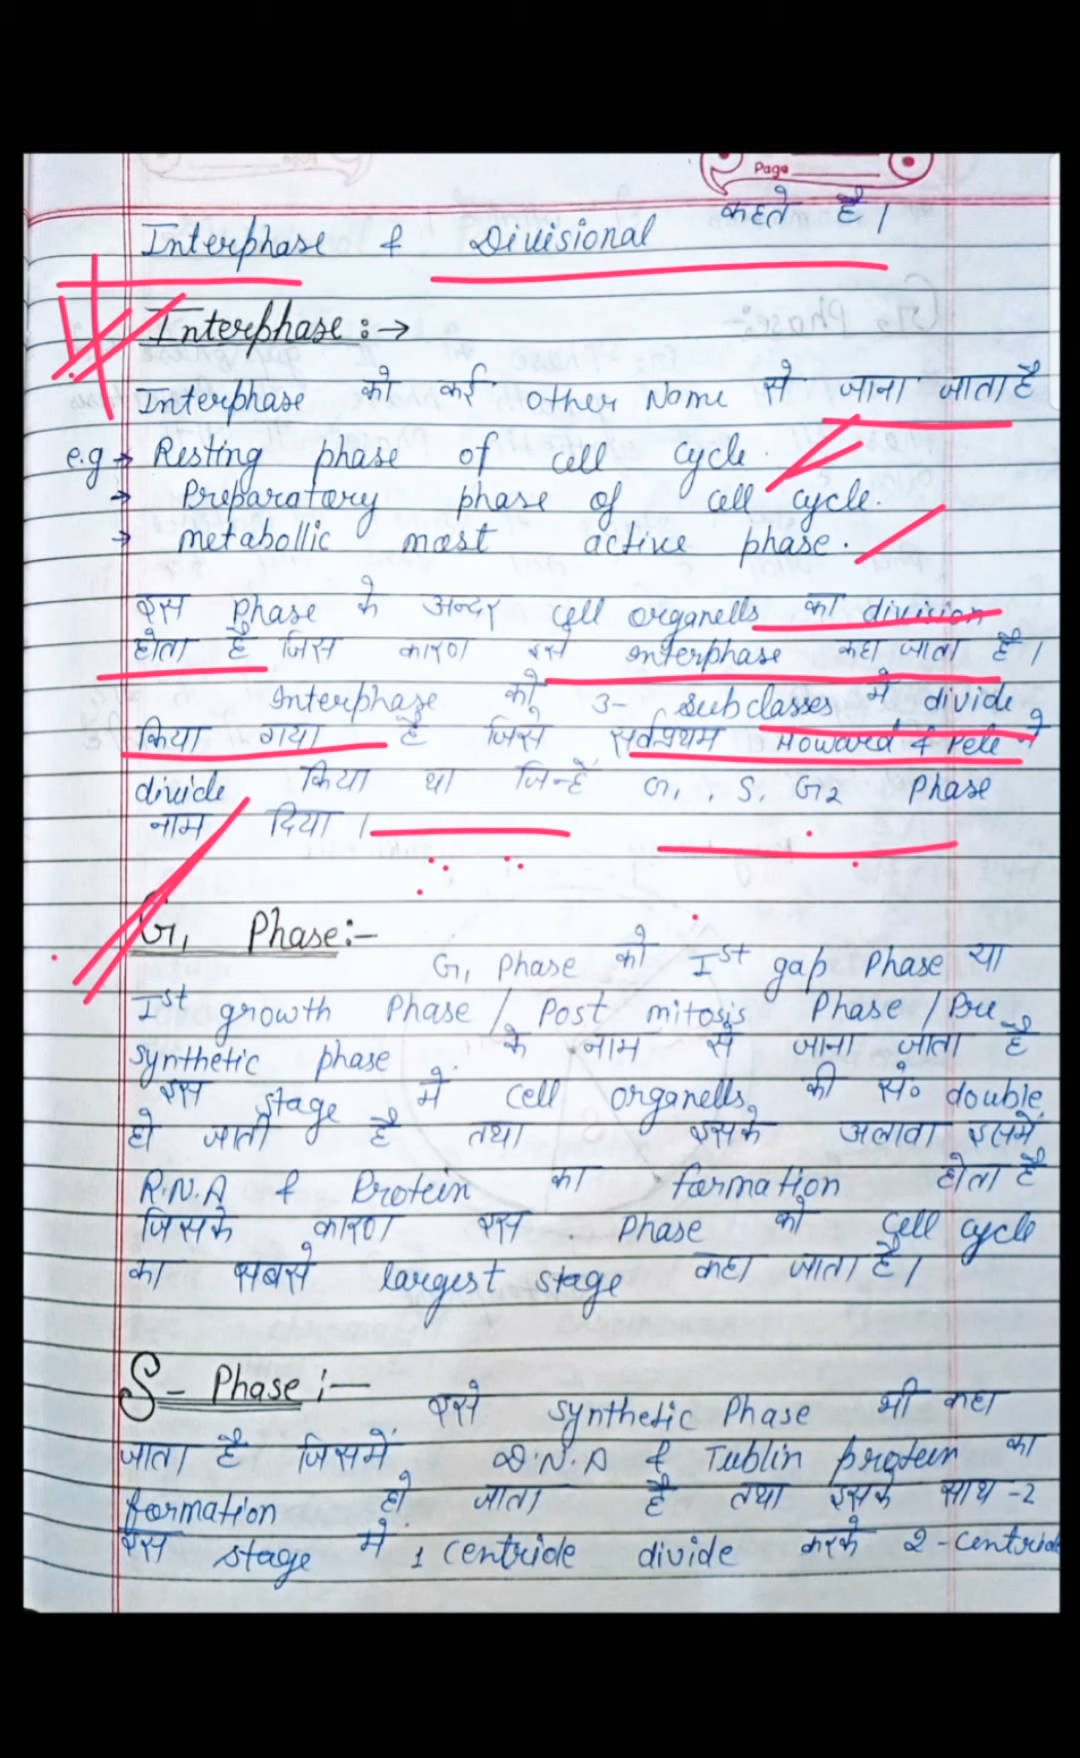 Page
कहते है।
Interphase & Divisional
Interphase :→
Interphase को कई other Name से जाना जाता है
e.g → Resting phase of cell cycle.
→ Preparatory phase of cell cycle.
→ metabollic most active phase.
इस Phase के अन्दर cell organells का division
होता है जिस कारण इसे interphase कहा जाता है।
Interphase को 3- subclasses में divide
किया गया है जिसे सर्वप्रथम Howard & Pele ने
divide किया था जिन्हें G1, S, G2 Phase
नाम दिया।
G1 Phase:-
G1 Phase को Ist gap Phase या
Ist growth Phase / Post mitosis Phase / Pre
synthetic phase के नाम से जाना जाता है
इस stage में cell organells की सं० double
हो जाती है तथा इसके अलावा इसमें
R.N.A & Protein का formation होता है
जिसके कारण इस Phase को cell cycle
का सबसे largest stage कहा जाता है।
S- Phase :—
इसे synthetic Phase भी कहा
जाता है जिसमें D.N.A & Tublin protein का
formation हो जाता है तथा इसके साथ-2
इस stage में 1 centride divide करके 2-centride